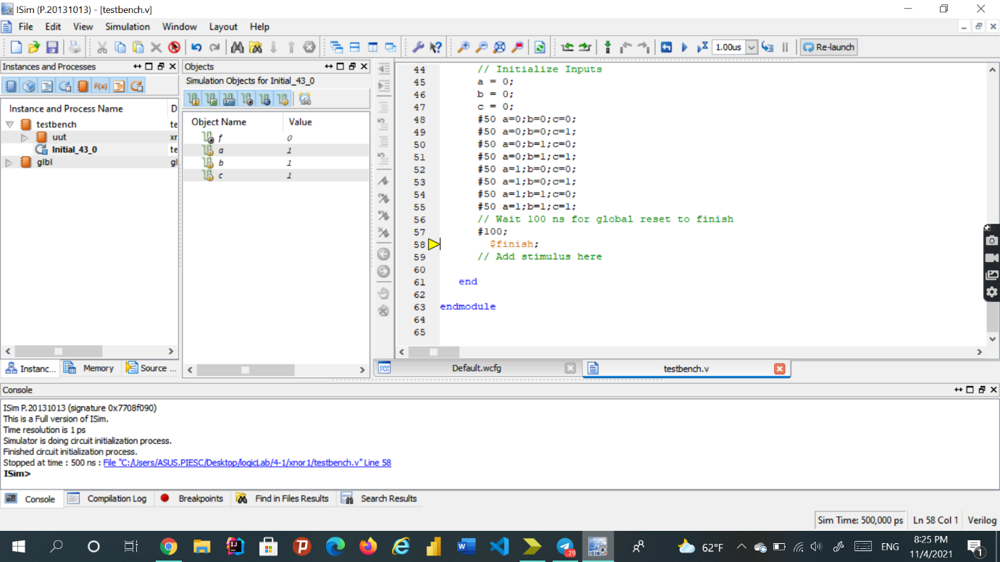 ISim (P.20131013) - [testbench.v]
File Edit View Simulation Window Layout Help
1.00us Re-launch
Instances and Processes
F(x)
Instance and Process Name D
testbench te
uut xr
Initial_43_0 te
glbl gl
Instanc... Memory Source ...
Objects
Simulation Objects for Initial_43_0
Object Name Value
f 0
a 1
b 1
c 1
44 // Initialize Inputs
45 a = 0;
46 b = 0;
47 c = 0;
48 #50 a=0;b=0;c=0;
49 #50 a=0;b=0;c=1;
50 #50 a=0;b=1;c=0;
51 #50 a=0;b=1;c=1;
52 #50 a=1;b=0;c=0;
53 #50 a=1;b=0;c=1;
54 #50 a=1;b=1;c=0;
55 #50 a=1;b=1;c=1;
56 // Wait 100 ns for global reset to finish
57 #100;
58 $finish;
59 // Add stimulus here
60
61 end
62
63 endmodule
64
65
Default.wcfg testbench.v
Console
ISim P.20131013 (signature 0x7708f090)
This is a Full version of ISim.
Time resolution is 1 ps
Simulator is doing circuit initialization process.
Finished circuit initialization process.
Stopped at time : 500 ns : File "C:/Users/ASUS.PIESC/Desktop/logicLab/4-1/xnor1/testbench.v" Line 58
ISim>
Console Compilation Log Breakpoints Find in Files Results Search Results
Sim Time: 500,000 ps Ln 58 Col 1 Verilog
62°F ENG 8:25 PM
11/4/2021
29
1